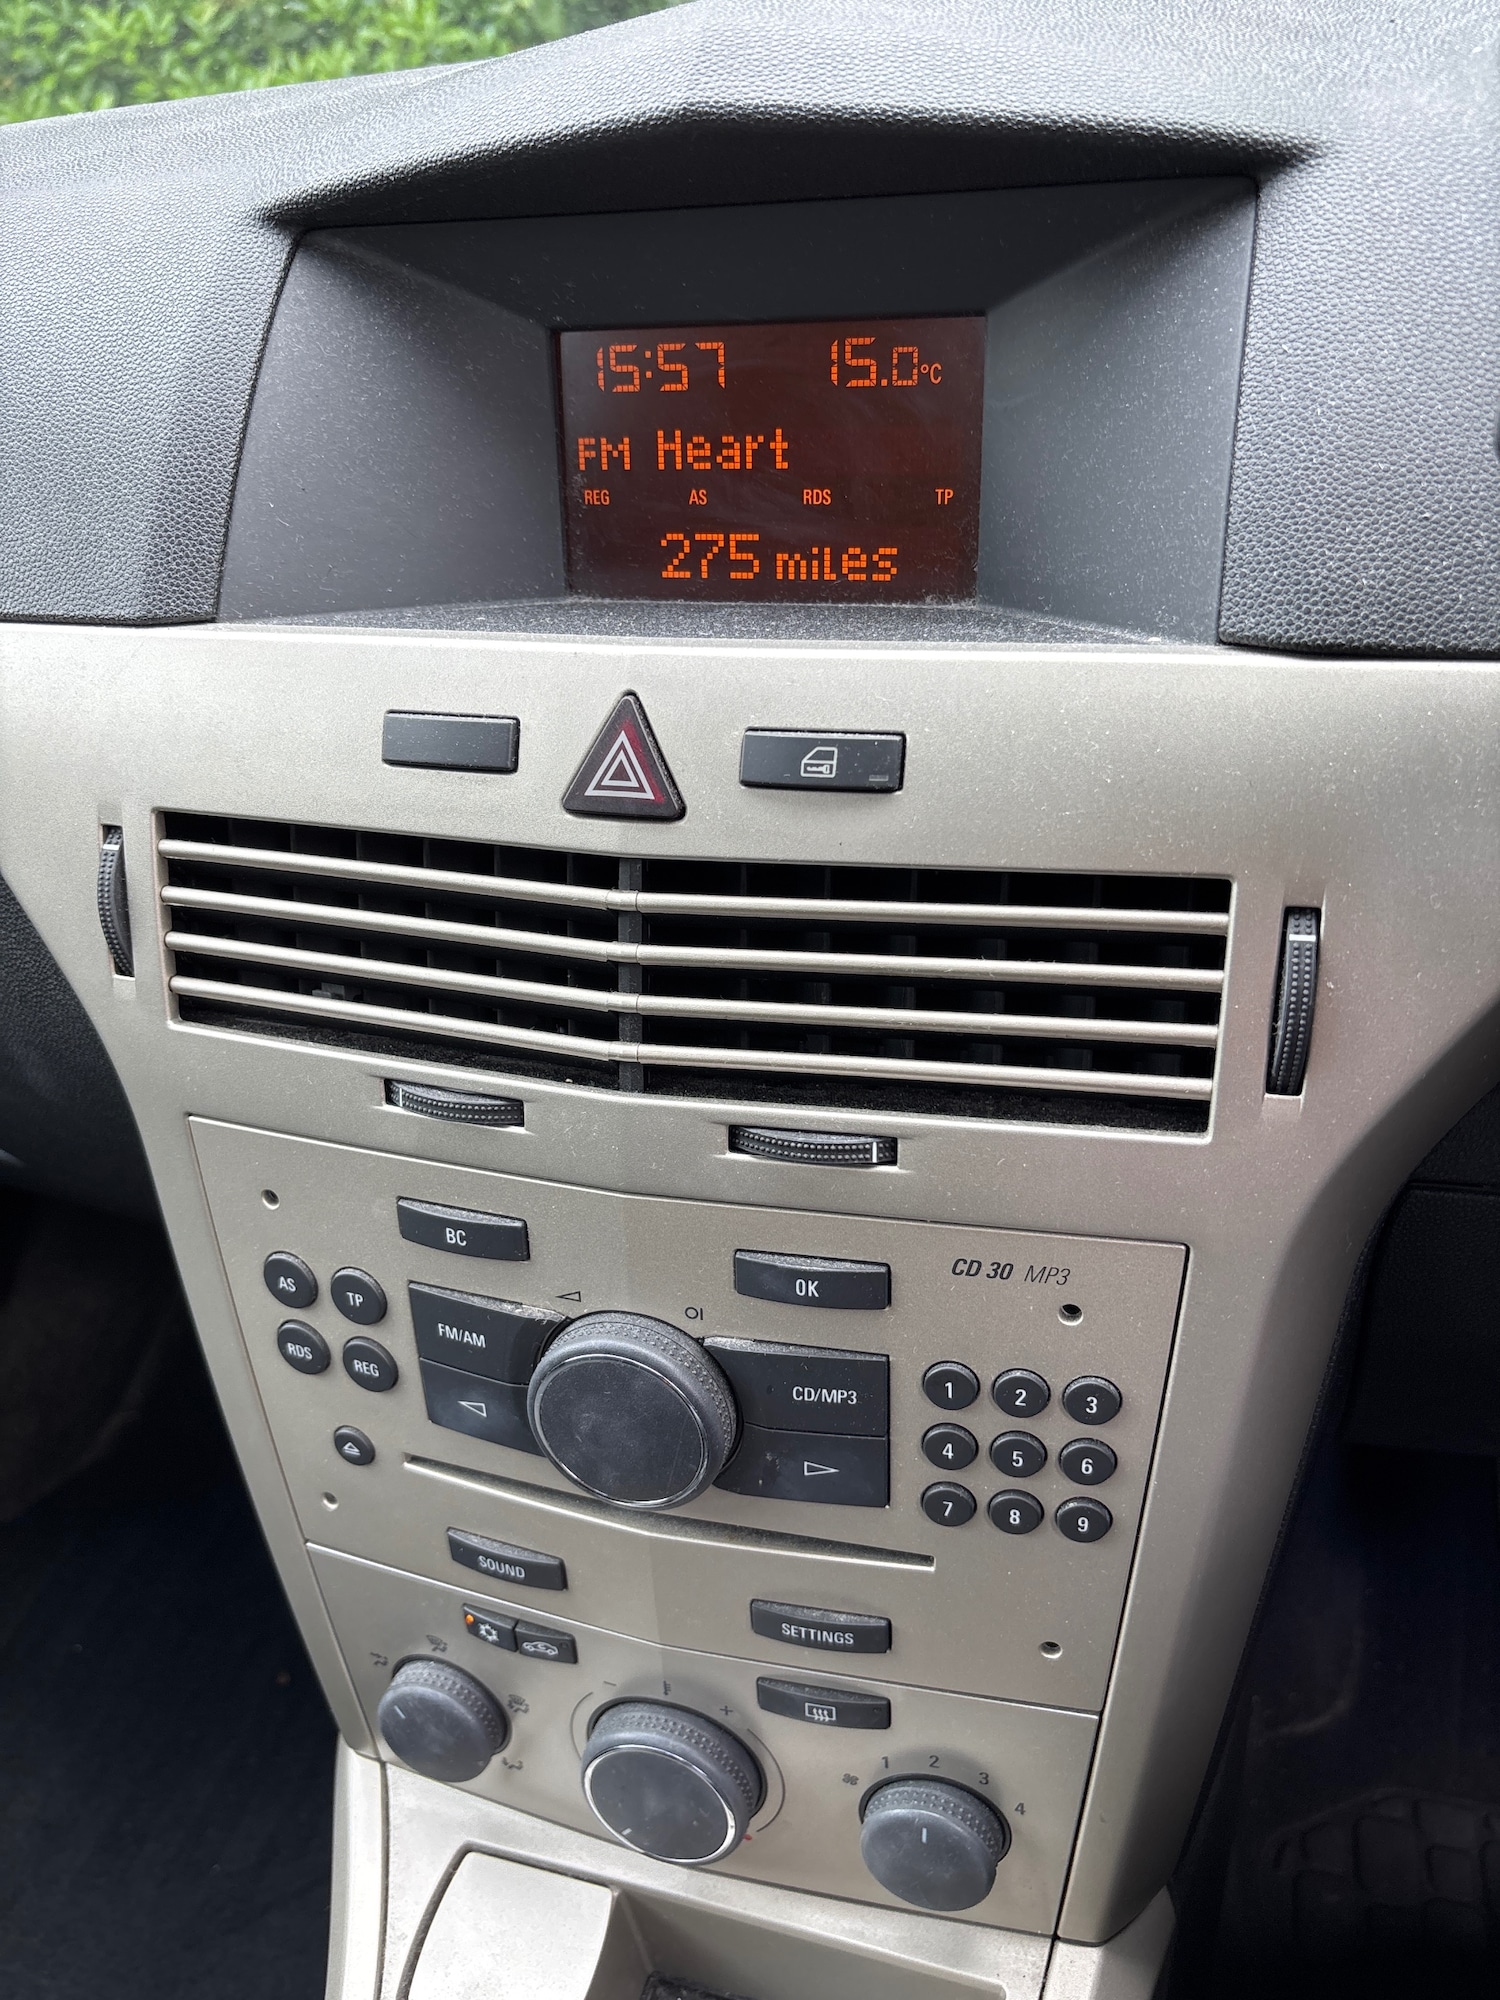 15:57 15.0°C
FM Heart
REG AS RDS TP
275 miles
BC
OK
CD 30 MP3
AS TP
FM/AM
RDS REG
CD/MP3
1 2 3
4 5 6
7 8 9
SOUND
SETTINGS
- +
1 2 3 4